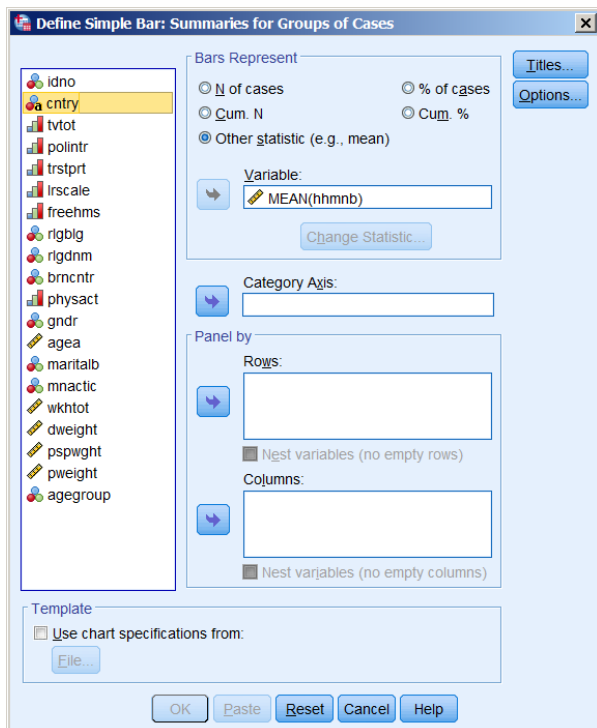 Define Simple Bar: Summaries for Groups of Cases
idno
cntry
tvtot
polintr
trstprt
lrscale
freehms
rlgblg
rlgdnm
brncntr
physact
gndr
agea
maritalb
mnactic
wkhtot
dweight
pspwght
pweight
agegroup
Bars Represent
N of cases
% of cases
Cum. N
Cum. %
Other statistic (e.g., mean)
Variable:
MEAN(hhmnb)
Change Statistic...
Category Axis:
Panel by
Rows:
Nest variables (no empty rows)
Columns:
Nest variables (no empty columns)
Titles...
Options...
Template
Use chart specifications from:
File...
OK Paste Reset Cancel Help